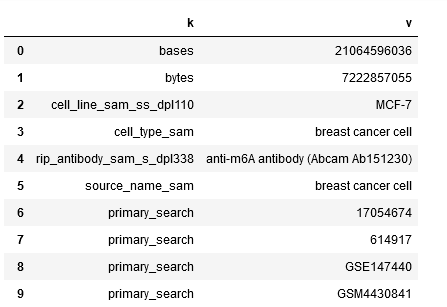 k v
0 bases 21064596036
1 bytes 7222857055
2 cell_line_sam_ss_dpl110 MCF-7
3 cell_type_sam breast cancer cell
4 rip_antibody_sam_s_dpl338 anti-m6A antibody (Abcam Ab151230)
5 source_name_sam breast cancer cell
6 primary_search 17054674
7 primary_search 614917
8 primary_search GSE147440
9 primary_search GSM4430841